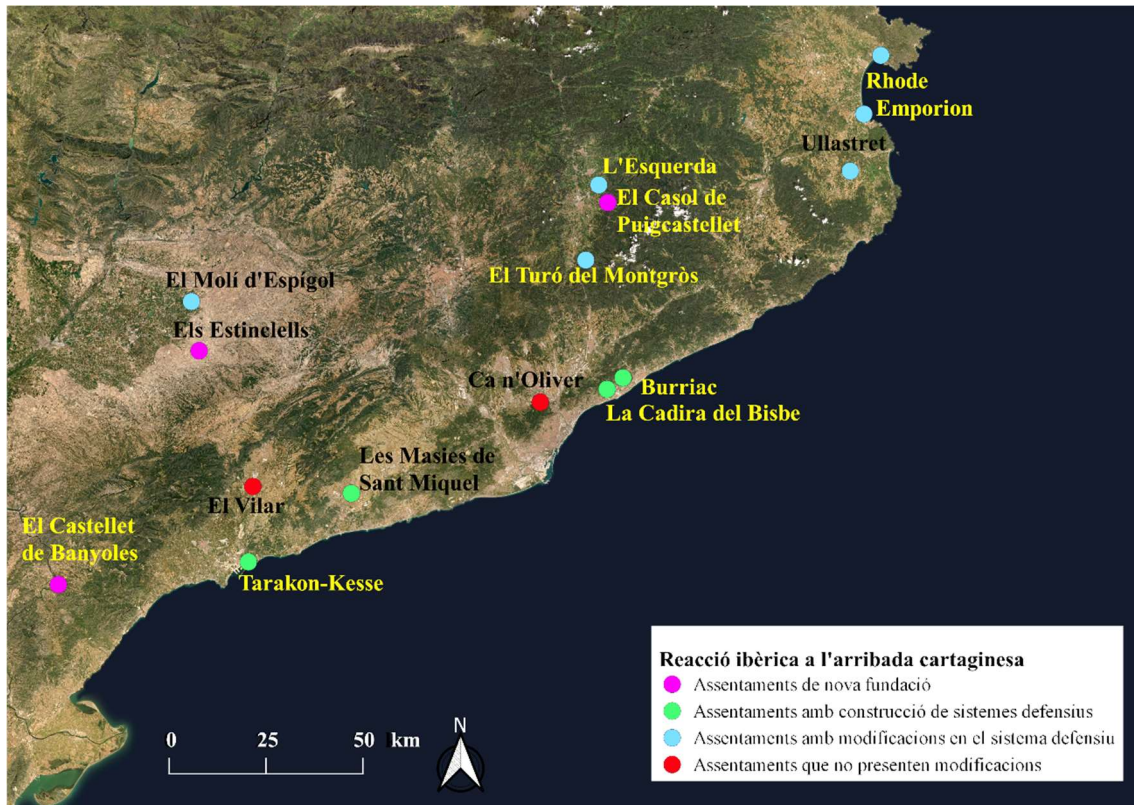 Rhode
Emporion
Ullastret
L'Esquerda
El Casol de
Puigcastellet
El Turó del Montgròs
El Molí d'Espígol
Els Estinclells
Ca n'Oliver
Burriac
La Cadira del Bisbe
Les Masies de
Sant Miquel
El Vilar
El Castellet
de Banyoles
Tarakon-Kesse
Reacció ibèrica a l'arribada cartaginesa
Assentaments de nova fundació
Assentaments amb construcció de sistemes defensius
Assentaments amb modificacions en el sistema defensiu
Assentaments que no presenten modificacions
0 25 50 km
N